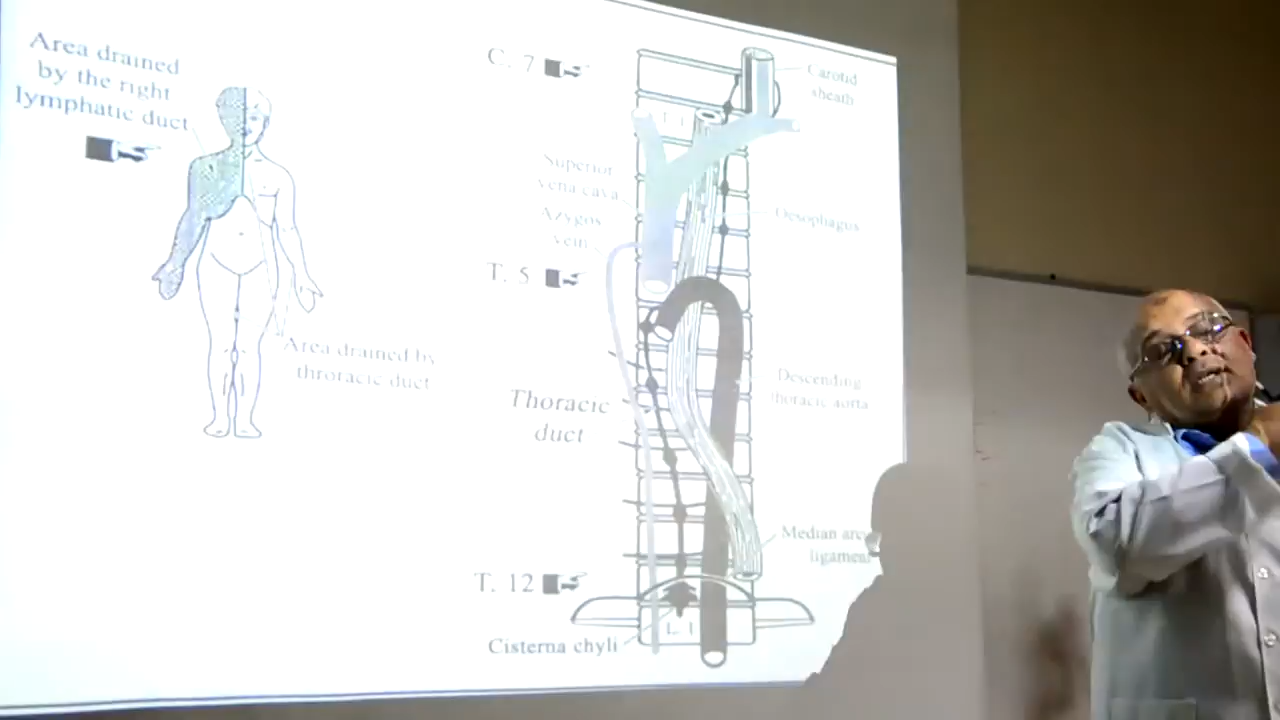 Area drained
by the right
lymphatic duct
Area drained by
throracic duct
C. 7
Carotid
sheath
Superior
vena cava
Azygos
vein
Oesophagus
T. 5
Thoracic
duct
Descending
thoracic aorta
Median arc
ligament
T. 12
L. 1
Cisterna chyli